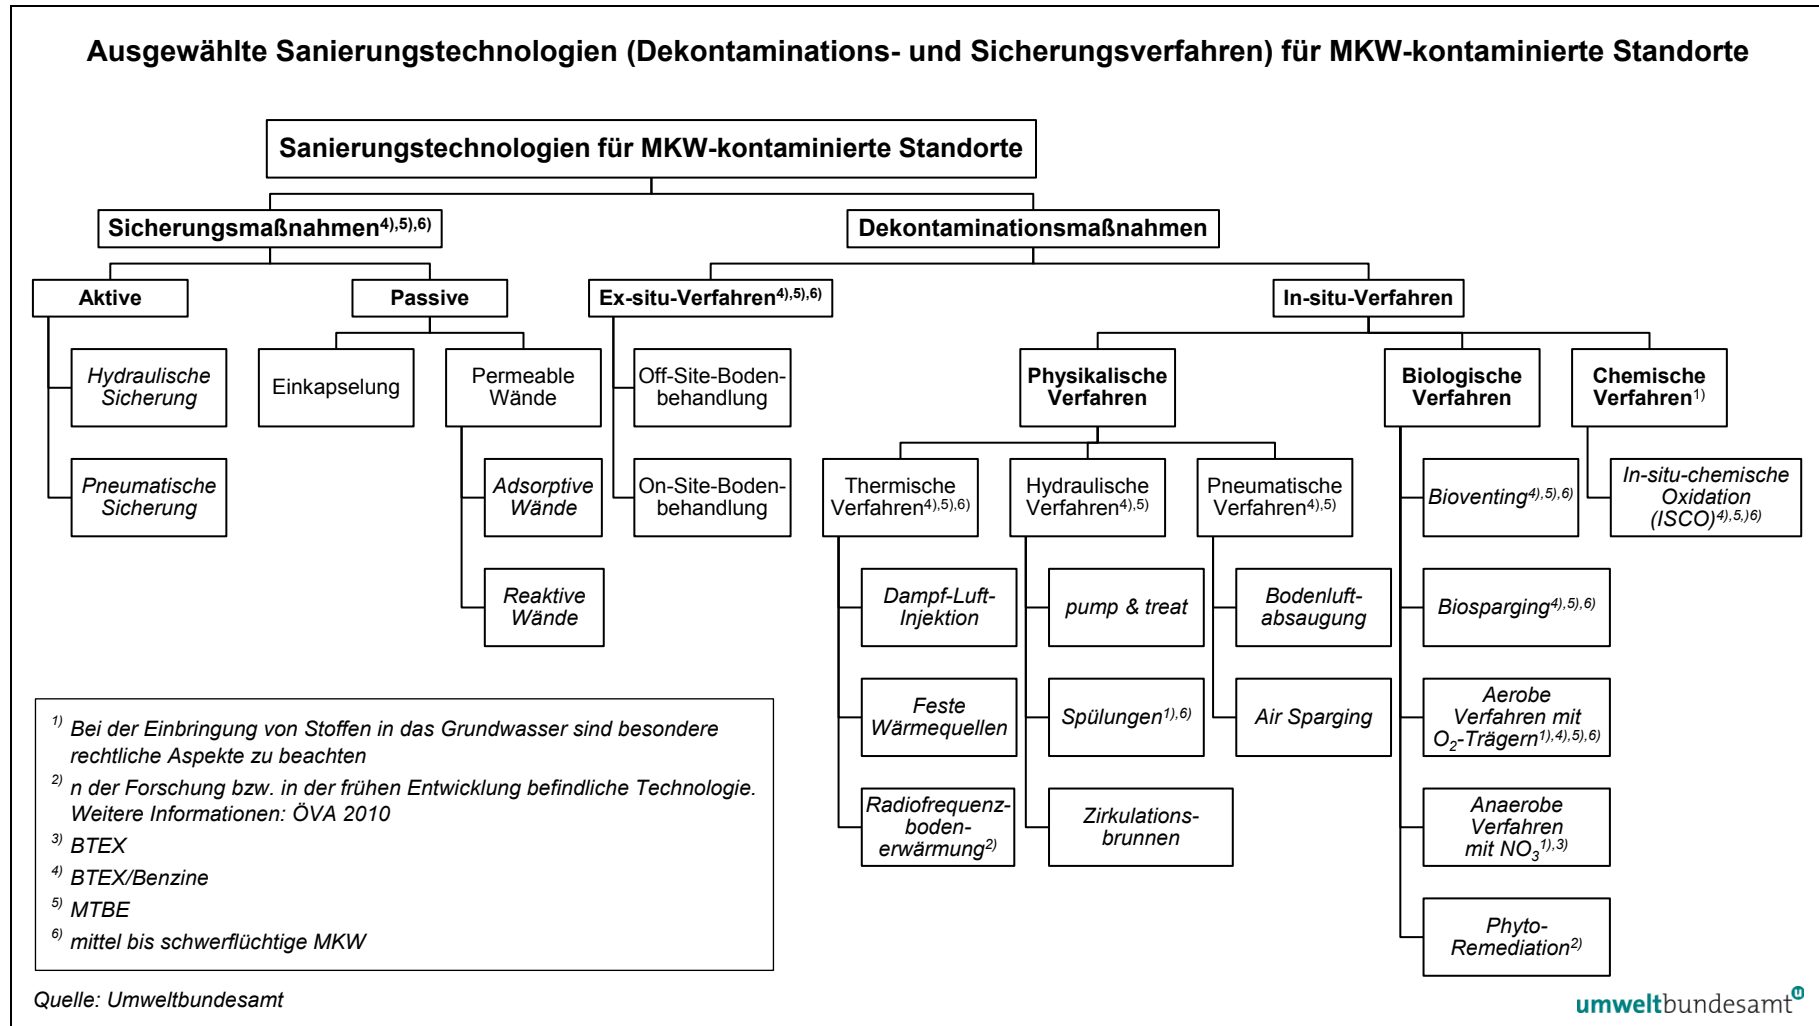 Ausgewählte Sanierungstechnologien (Dekontaminations- und Sicherungsverfahren) für MKW-kontaminierte Standorte
Sanierungstechnologien für MKW-kontaminierte Standorte
Sicherungsmaßnahmen4),5),6)
Dekontaminationsmaßnahmen
Aktive
Passive
Ex-situ-Verfahren4),5),6)
In-situ-Verfahren
Hydraulische
Sicherung
Pneumatische
Sicherung
Einkapselung
Permeable
Wände
Adsorptive
Wände
Reaktive
Wände
Off-Site-Boden-
behandlung
On-Site-Boden-
behandlung
Physikalische
Verfahren
Biologische
Verfahren
Chemische
Verfahren1)
Thermische
Verfahren4),5),6)
Hydraulische
Verfahren4),5)
Pneumatische
Verfahren4),5)
Dampf-Luft-
Injektion
Feste
Wärmequellen
Radiofrequenz-
boden-
erwärmung2)
pump & treat
Spülungen1),6)
Zirkulations-
brunnen
Bodenluft-
absaugung
Air Sparging
Bioventing4),5),6)
Biosparging4),5),6)
Aerobe
Verfahren mit
O2-Trägern1),4),5),6)
Anaerobe
Verfahren
mit NO3 1),3)
Phyto-
Remediation2)
In-situ-chemische
Oxidation
(ISCO)4),5,)6)
1) Bei der Einbringung von Stoffen in das Grundwasser sind besondere
rechtliche Aspekte zu beachten
2) n der Forschung bzw. in der frühen Entwicklung befindliche Technologie.
Weitere Informationen: ÖVA 2010
3) BTEX
4) BTEX/Benzine
5) MTBE
6) mittel bis schwerflüchtige MKW
Quelle: Umweltbundesamt
umweltbundesamt u